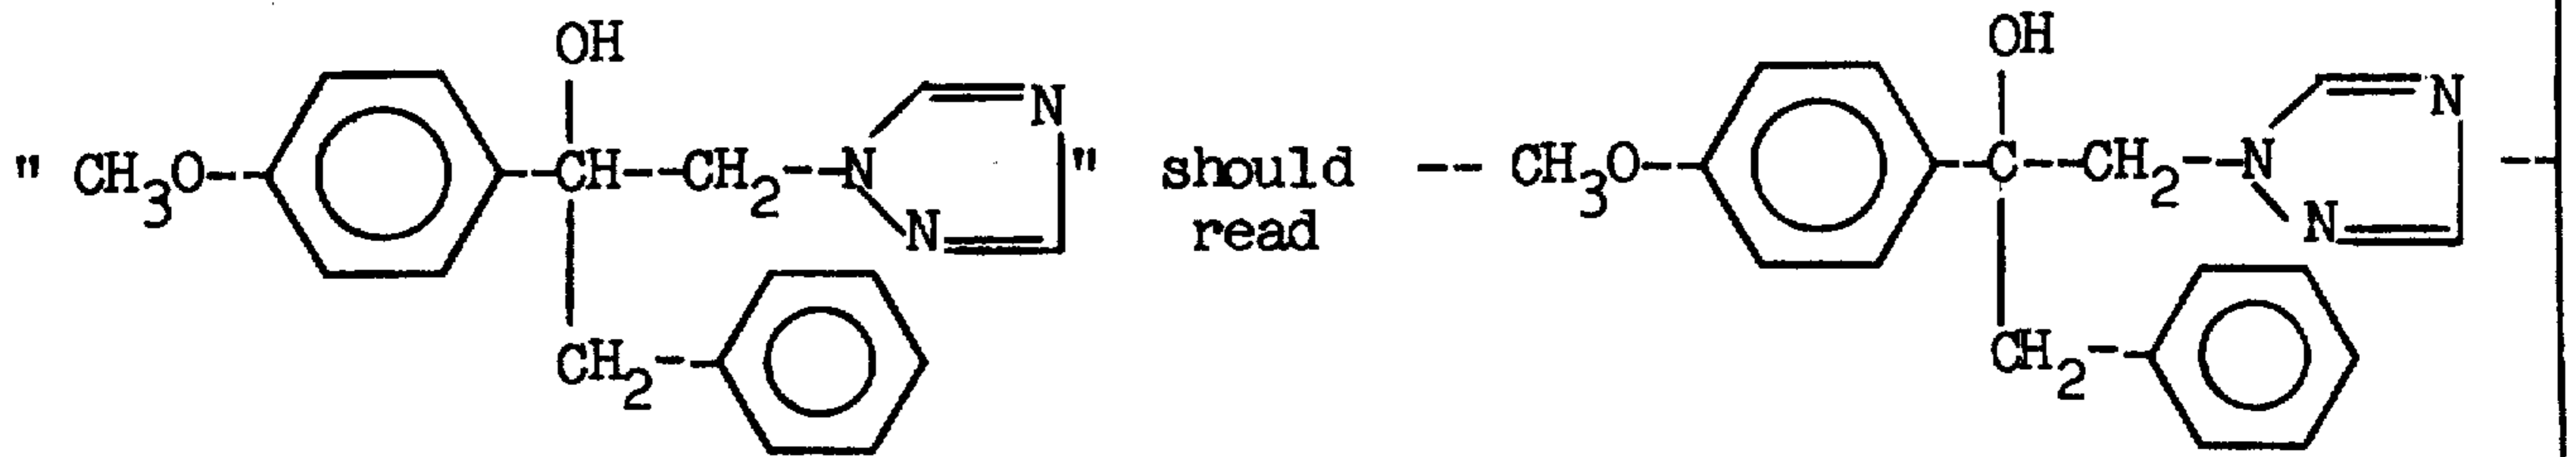 OH OH
N N
" CH₃O--CH--CH₂--N " should -- CH₃O--C--CH₂--N --
N read N
CH₂-- CH₂--